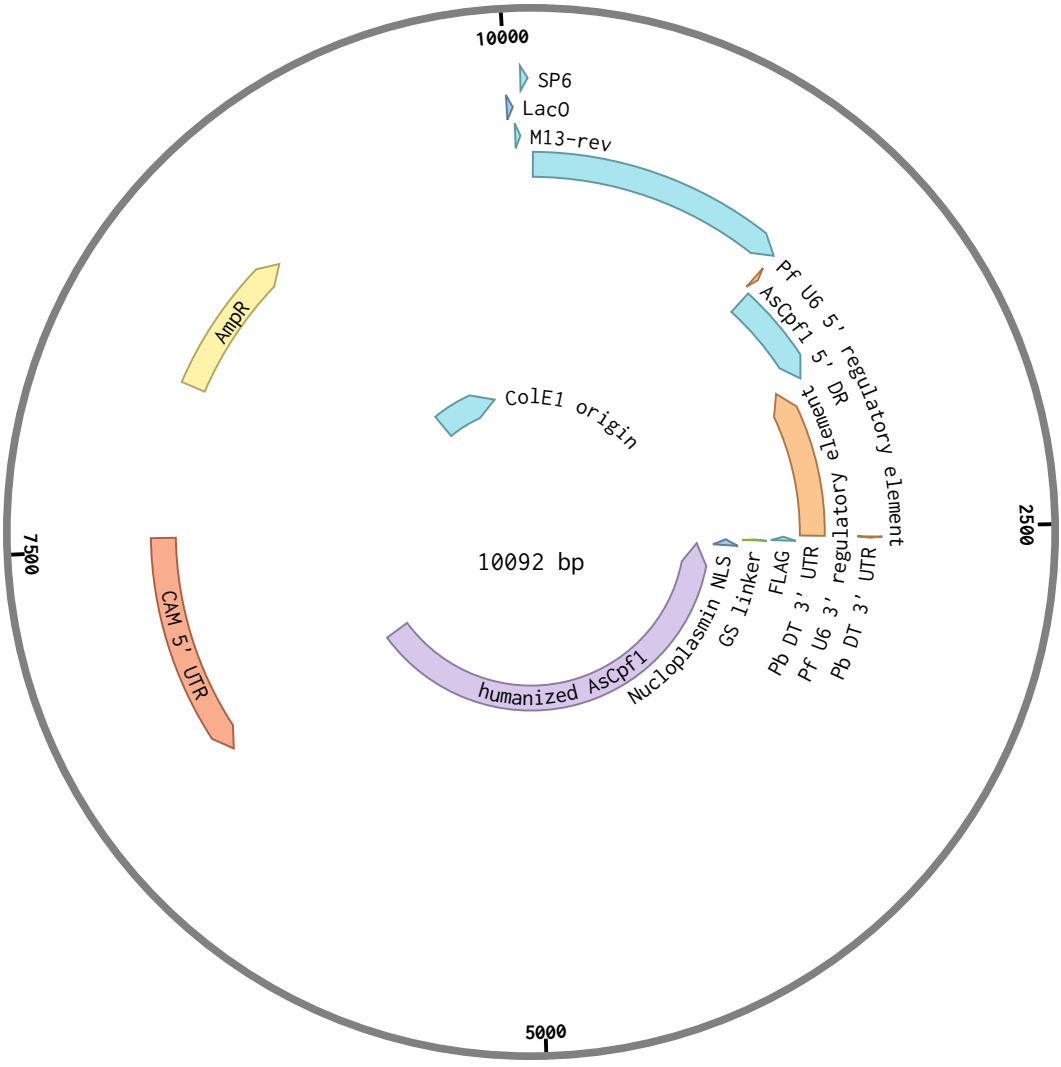 10000
SP6
LacO
M13-rev
Pf U6 5' regulatory element
AsCpf1 5' DR
Pf U6 3' regulatory element
AmpR
ColE1 origin
2500
7500
10092 bp
Nucloplasmin NLS
GS linker
FLAG
Pb DT 3' UTR
Pb DT 3' UTR
CAM 5' UTR
humanized AsCpf1
5000